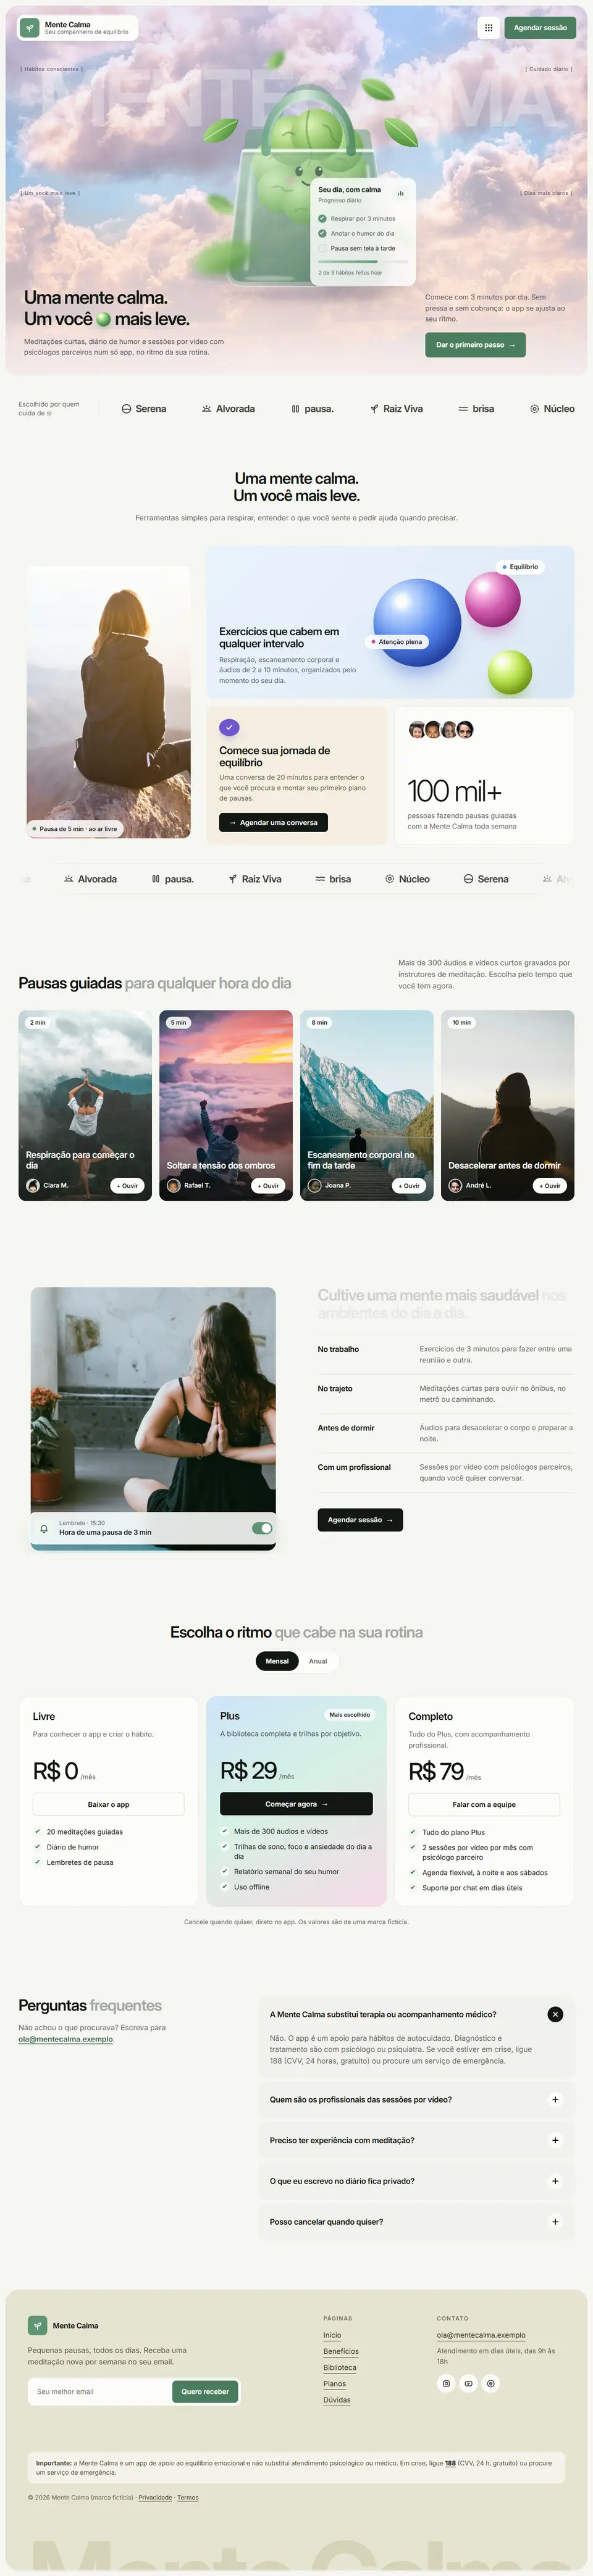 Mente Calma
Seu companheiro de equilíbrio
Agendar sessão
[ Hábitos conscientes ]
[ Cuidado diário ]
[ Um você mais leve ]
[ Dias mais claros ]
Seu dia, com calma
Progresso diário
Respirar por 3 minutos
Anotar o humor do dia
Pausa sem tela à tarde
2 de 3 hábitos feitos hoje
Uma mente calma.
Um você mais leve.
Meditações curtas, diário de humor e sessões por vídeo com
psicólogos parceiros num só app, no ritmo da sua rotina.
Comece com 3 minutos por dia. Sem
pressa e sem cobrança: o app se ajusta ao
seu ritmo.
Dar o primeiro passo →
Escolhido por quem
cuida de si
Serena
Alvorada
pausa.
Raiz Viva
brisa
Núcleo
Uma mente calma.
Um você mais leve.
Ferramentas simples para respirar, entender o que você sente e pedir ajuda quando precisar.
Pausa de 5 min · ao ar livre
Equilíbrio
Atenção plena
Exercícios que cabem em
qualquer intervalo
Respiração, escaneamento corporal e
áudios de 2 a 10 minutos, organizados pelo
momento do seu dia.
Comece sua jornada de
equilíbrio
Uma conversa de 20 minutos para entender o
que você procura e montar seu primeiro plano
de pausas.
→ Agendar uma conversa
100 mil+
pessoas fazendo pausas guiadas
com a Mente Calma toda semana
Alvorada
pausa.
Raiz Viva
brisa
Núcleo
Serena
Pausas guiadas para qualquer hora do dia
Mais de 300 áudios e vídeos curtos gravados por
instrutores de meditação. Escolha pelo tempo que
você tem agora.
2 min
Respiração para começar o
dia
Clara M.
+ Ouvir
5 min
Soltar a tensão dos ombros
Rafael T.
+ Ouvir
8 min
Escaneamento corporal no
fim da tarde
Joana P.
+ Ouvir
10 min
Desacelerar antes de dormir
André L.
+ Ouvir
Lembrete · 15:30
Hora de uma pausa de 3 min
Cultive uma mente mais saudável nos
ambientes do dia a dia.
No trabalho
Exercícios de 3 minutos para fazer entre uma
reunião e outra.
No trajeto
Meditações curtas para ouvir no ônibus, no
metrô ou caminhando.
Antes de dormir
Áudios para desacelerar o corpo e preparar a
noite.
Com um profissional
Sessões por vídeo com psicólogos parceiros,
quando você quiser conversar.
Agendar sessão →
Escolha o ritmo que cabe na sua rotina
Mensal
Anual
Livre
Para conhecer o app e criar o hábito.
R$ 0 /mês
Baixar o app
20 meditações guiadas
Diário de humor
Lembretes de pausa
Plus
Mais escolhido
A biblioteca completa e trilhas por objetivo.
R$ 29 /mês
Começar agora →
Mais de 300 áudios e vídeos
Trilhas de sono, foco e ansiedade do dia a
dia
Relatório semanal do seu humor
Uso offline
Completo
Tudo do Plus, com acompanhamento
profissional.
R$ 79 /mês
Falar com a equipe
Tudo do plano Plus
2 sessões por vídeo por mês com
psicólogo parceiro
Agenda flexível, à noite e aos sábados
Suporte por chat em dias úteis
Cancele quando quiser, direto no app. Os valores são de uma marca fictícia.
Perguntas frequentes
Não achou o que procurava? Escreva para
ola@mentecalma.exemplo.
A Mente Calma substitui terapia ou acompanhamento médico?
Não. O app é um apoio para hábitos de autocuidado. Diagnóstico e
tratamento são com psicólogo ou psiquiatra. Se você estiver em crise, ligue
188 (CVV, 24 horas, gratuito) ou procure um serviço de emergência.
Quem são os profissionais das sessões por vídeo?
Preciso ter experiência com meditação?
O que eu escrevo no diário fica privado?
Posso cancelar quando quiser?
Mente Calma
Pequenas pausas, todos os dias. Receba uma
meditação nova por semana no seu email.
Seu melhor email
Quero receber
PÁGINAS
Início
Benefícios
Biblioteca
Planos
Dúvidas
CONTATO
ola@mentecalma.exemplo
Atendimento em dias úteis, das 9h às
18h
Importante: a Mente Calma é um app de apoio ao equilíbrio emocional e não substitui atendimento psicológico ou médico. Em crise, ligue 188 (CVV, 24 h, gratuito) ou procure
um serviço de emergência.
© 2026 Mente Calma (marca fictícia) · Privacidade · Termos
Mente Calma